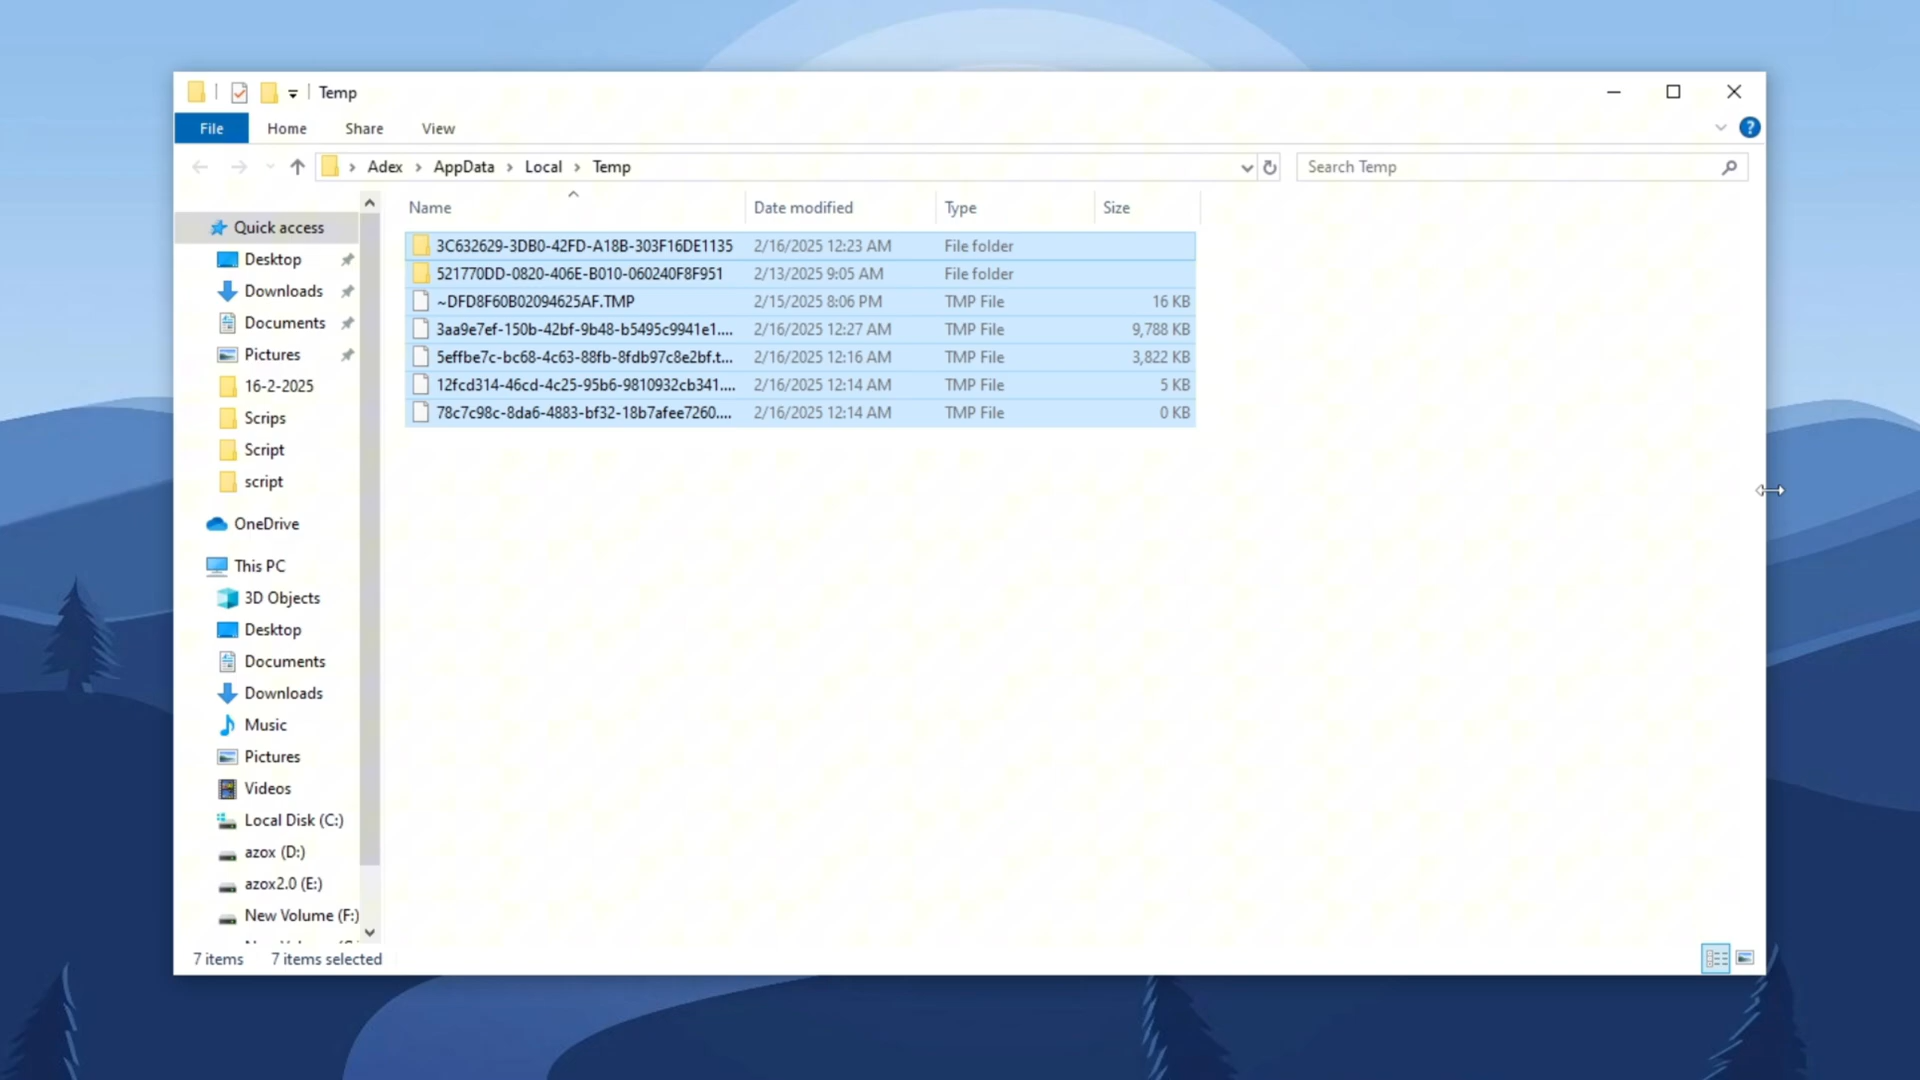 Temp
File Home Share View
Adex AppData Local Temp Search Temp
Name Date modified Type Size
3C632629-3DB0-42FD-A18B-303F16DE1135 2/16/2025 12:23 AM File folder
521770DD-0820-406E-B010-060240F8F951 2/13/2025 9:05 AM File folder
~DFD8F60B02094625AF.TMP 2/15/2025 8:06 PM TMP File 16 KB
3aa9e7ef-150b-42bf-9b48-b5495c9941e1.... 2/16/2025 12:27 AM TMP File 9,788 KB
5effbe7c-bc68-4c63-88fb-8fdb97c8e2bf.t... 2/16/2025 12:16 AM TMP File 3,822 KB
12fcd314-46cd-4c25-95b6-9810932cb341.... 2/16/2025 12:14 AM TMP File 5 KB
78c7c98c-8da6-4883-bf32-18b7afee7260.... 2/16/2025 12:14 AM TMP File 0 KB
Quick access
Desktop
Downloads
Documents
Pictures
16-2-2025
Scrips
Script
script
OneDrive
This PC
3D Objects
Desktop
Documents
Downloads
Music
Pictures
Videos
Local Disk (C:)
azox (D:)
azox2.0 (E:)
New Volume (F:)
7 items 7 items selected